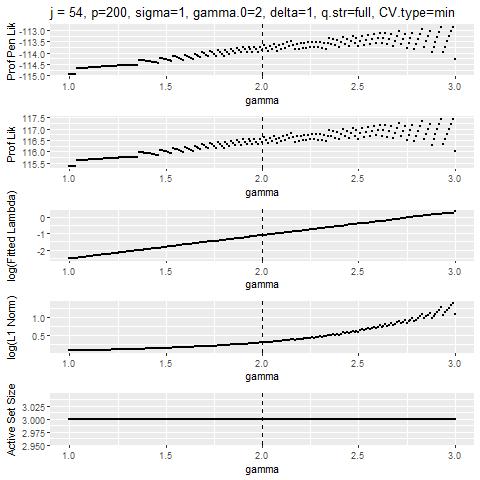 j = 54, p=200, sigma=1, gamma.0=2, delta=1, q.str=full, CV.type=min
Prof Pen Lik
-113.0
-113.5
-114.0
-114.5
-115.0
1.0 1.5 2.0 2.5 3.0
gamma
Prof Lik
117.5
117.0
116.5
116.0
115.5
1.0 1.5 2.0 2.5 3.0
gamma
log(Fitted Lambda)
0
-1
-2
1.0 1.5 2.0 2.5 3.0
gamma
log(L1 Norm)
1.0
0.5
1.0 1.5 2.0 2.5 3.0
gamma
Active Set Size
3.025
3.000
2.975
2.950
1.0 1.5 2.0 2.5 3.0
gamma